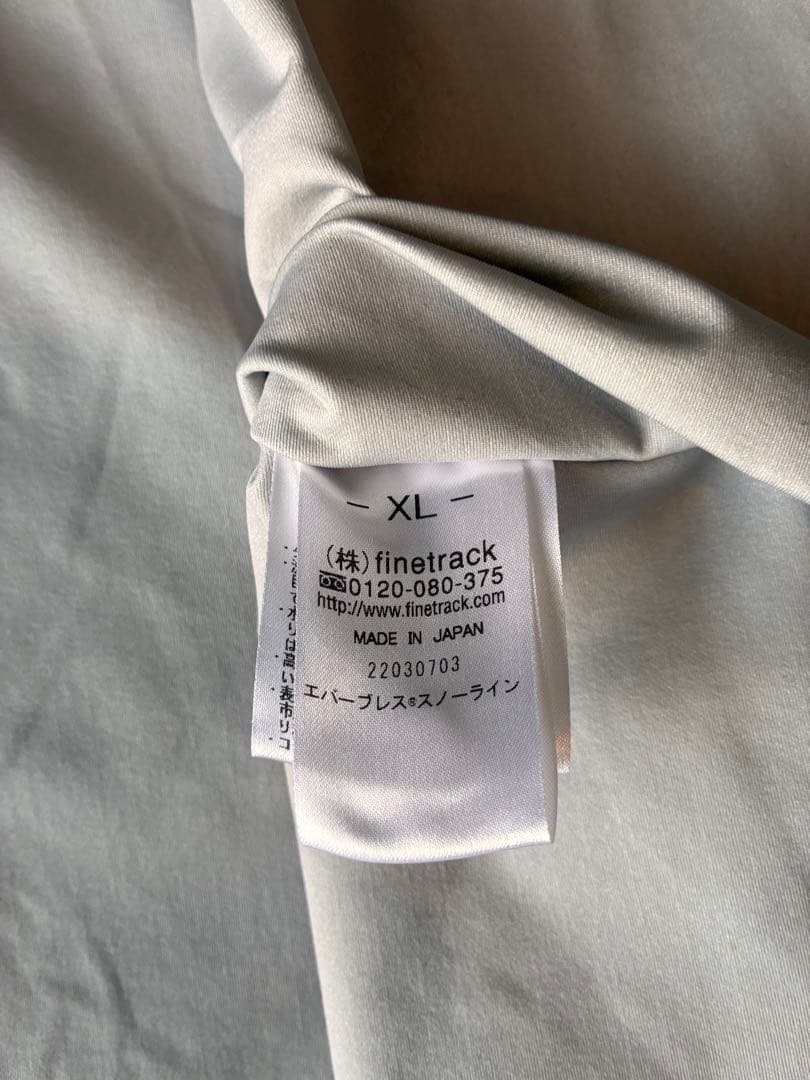 - XL -
(株)finetrack
0120-080-375
http://www.finetrack.com
MADE IN JAPAN
22030703
エバーブレス®スノーライン